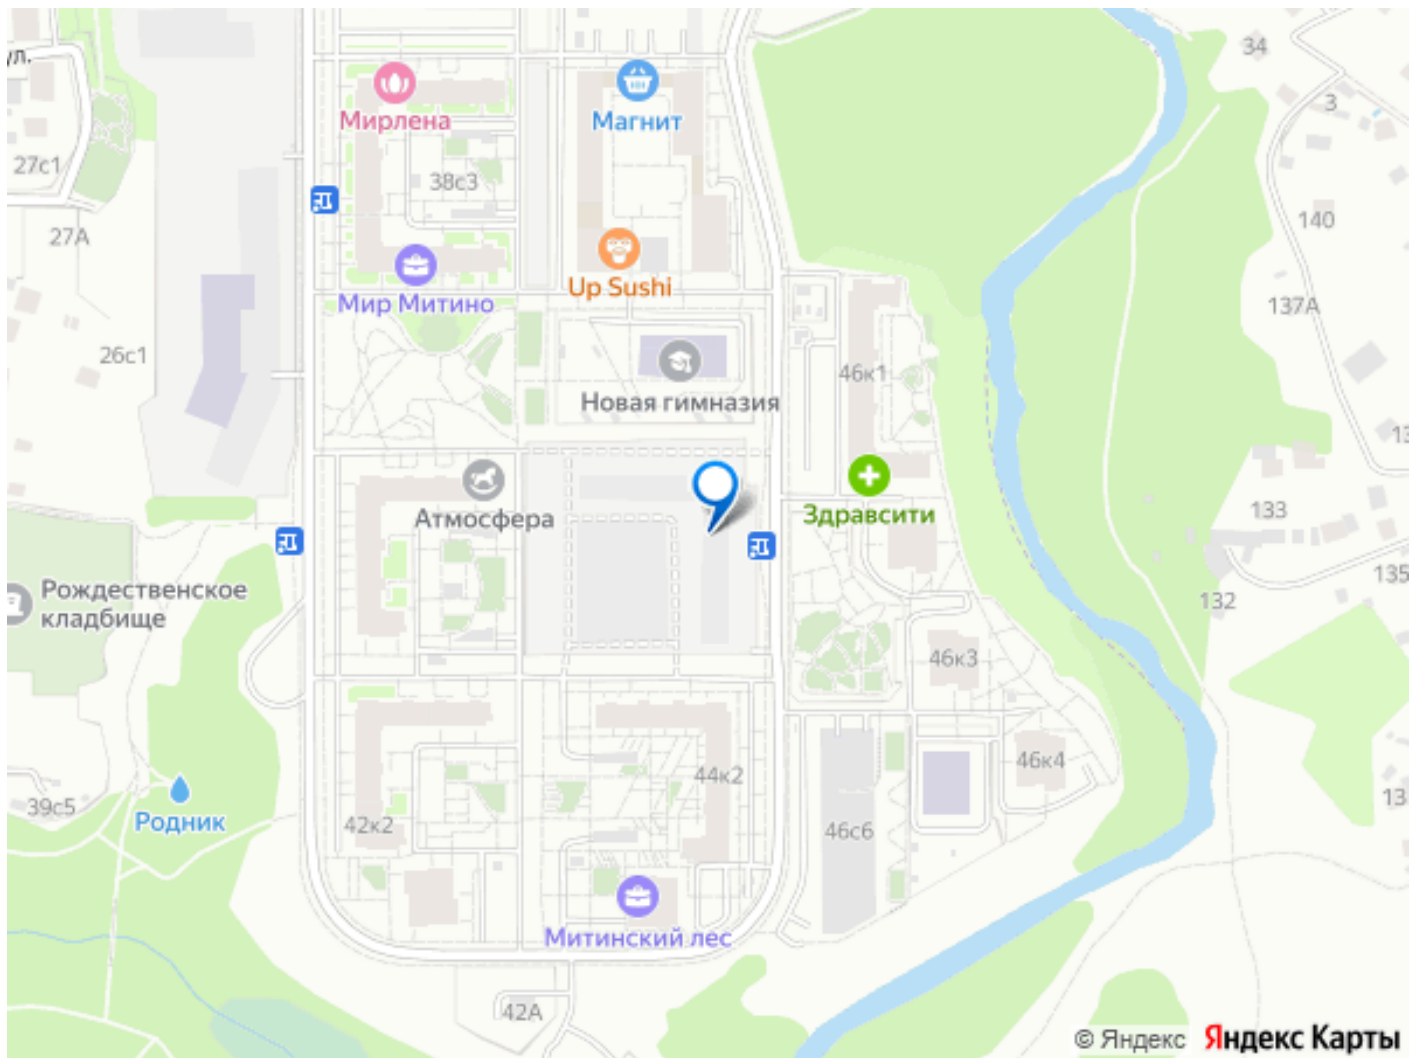 ул.
34
3
Мирлена
Магнит
27с1
38с3
140
27А
Up Sushi
Мир Митино
137А
26с1
46к1
Новая гимназия
13
Атмосфера
Здравсити
133
Рождественское
кладбище
135
132
46к3
44к2
46к4
39с5
Родник
42к2
46с6
13
Митинский лес
42А
© Яндекс Яндекс Карты